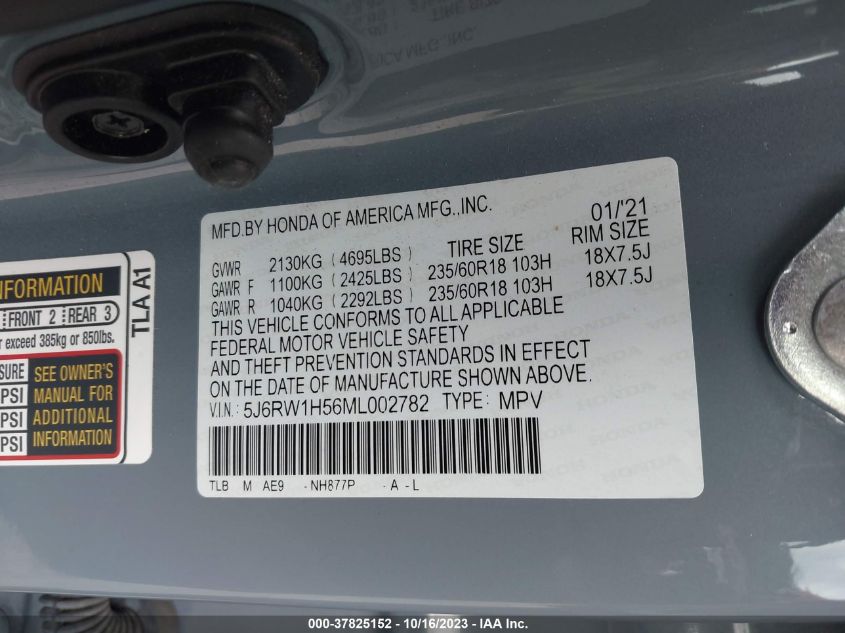 MFD.BY HONDA OF AMERICA MFG.,INC. 01/'21
TIRE SIZE RIM SIZE
GVWR 2130KG (4695LBS)
GAWR F 1100KG (2425LBS) 235/60R18 103H 18X7.5J
GAWR R 1040KG (2292LBS) 235/60R18 103H 18X7.5J
THIS VEHICLE CONFORMS TO ALL APPLICABLE
FEDERAL MOTOR VEHICLE SAFETY
AND THEFT PREVENTION STANDARDS IN EFFECT
ON THE DATE OF MANUFACTURE SHOWN ABOVE.
V.I.N.: 5J6RW1H56ML002782 TYPE: MPV
TLB M AE9 -NH877P -A -L
TLA A1
NFORMATION
FRONT 2 REAR 3
r exceed 385kg or 850lbs.
SURE SEE OWNER'S
PSI MANUAL FOR
PSI ADDITIONAL
PSI INFORMATION
000-37825152 - 10/16/2023 - IAA Inc.